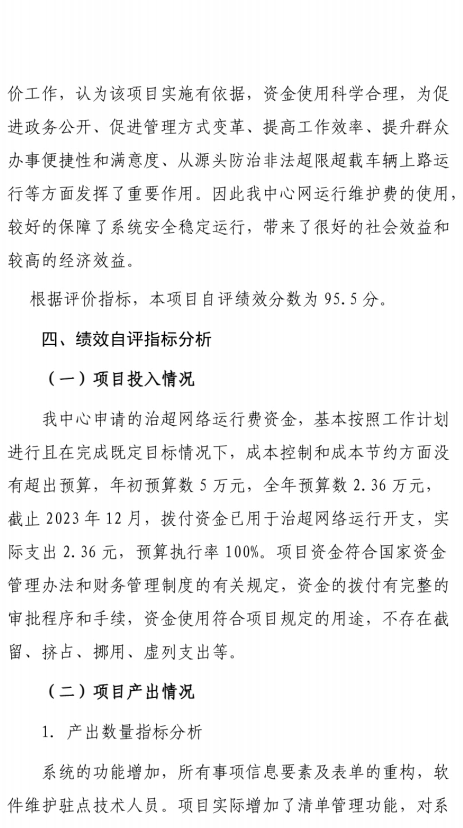 价工作，认为该项目实施有依据，资金使用科学合理，为促
进政务公开、促进管理方式变革、提高工作效率、提升群众
办事便捷性和满意度、从源头防治非法超限超载车辆上路运
行等方面发挥了重要作用。因此我中心网运行维护费的使用，
较好的保障了系统安全稳定运行，带来了很好的社会效益和
较高的经济效益。
根据评价指标，本项目自评绩效分数为 95.5 分。
四、绩效自评指标分析
（一）项目投入情况
我中心申请的治超网络运行费资金，基本按照工作计划
进行且在完成既定目标情况下，成本控制和成本节约方面没
有超出预算，年初预算数 5 万元，全年预算数 2.36 万元，
截止 2023 年 12 月，拨付资金已用于治超网络运行开支，实
际支出 2.36 元，预算执行率 100%。项目资金符合国家资金
管理办法和财务管理制度的有关规定，资金的拨付有完整的
审批程序和手续，资金使用符合项目规定的用途，不存在截
留、挤占、挪用、虚列支出等。
（二）项目产出情况
1. 产出数量指标分析
系统的功能增加，所有事项信息要素及表单的重构，软
件维护驻点技术人员。项目实际增加了清单管理功能，对系